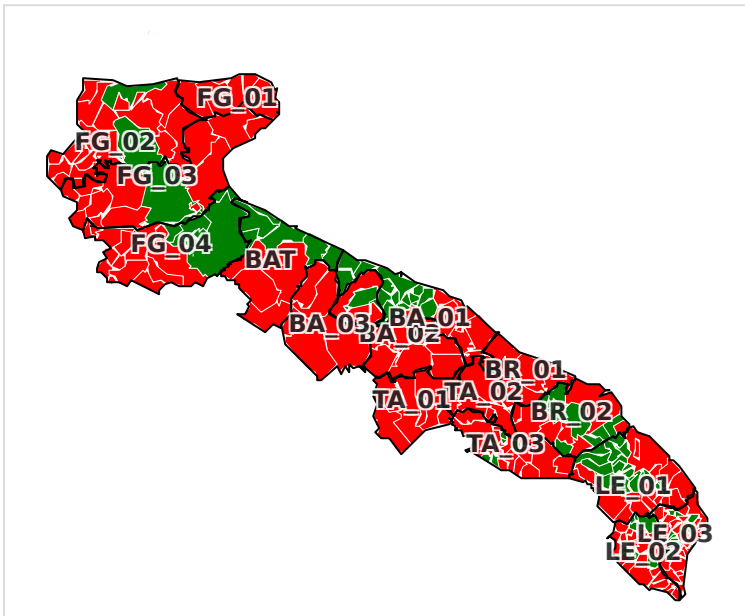 FG_01
FG_02
FG_03
FG_04
BAT
BA_01
BA_03
BA_02
BR_01
TA_02
TA_01
BR_02
TA_03
LE_01
LE_03
LE_02